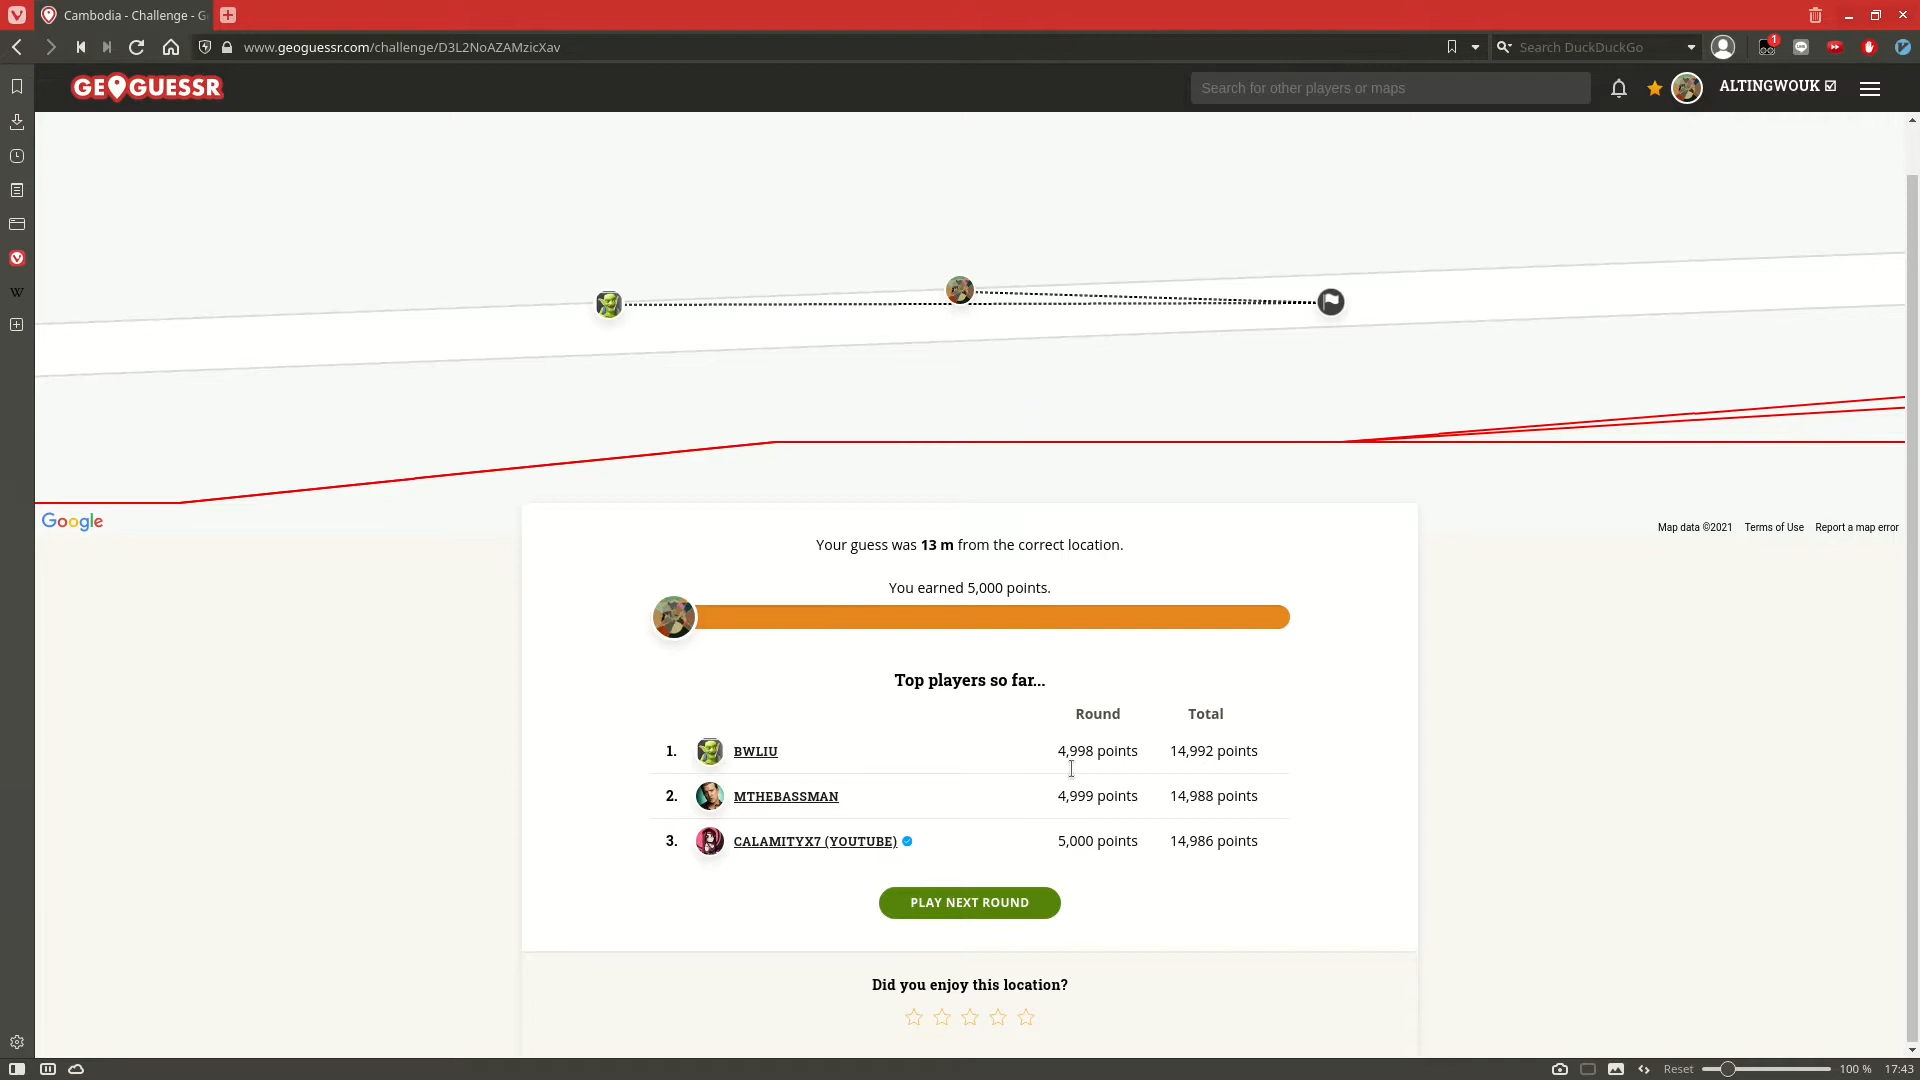 Cambodia - Challenge - G
www.geoguessr.com/challenge/D3L2NoAZAMzicXav
Search DuckDuckGo
1
GEOGUESSR
Search for other players or maps
ALTINGWOUK ☑
W
Google
Map data ©2021 Terms of Use Report a map error
Your guess was 13 m from the correct location.
You earned 5,000 points.
Top players so far...
Round Total
1. BWLIU 4,998 points 14,992 points
2. MTHEBASSMAN 4,999 points 14,988 points
3. CALAMITYX7 (YOUTUBE) 5,000 points 14,986 points
PLAY NEXT ROUND
Did you enjoy this location?
Reset 100 % 17:43